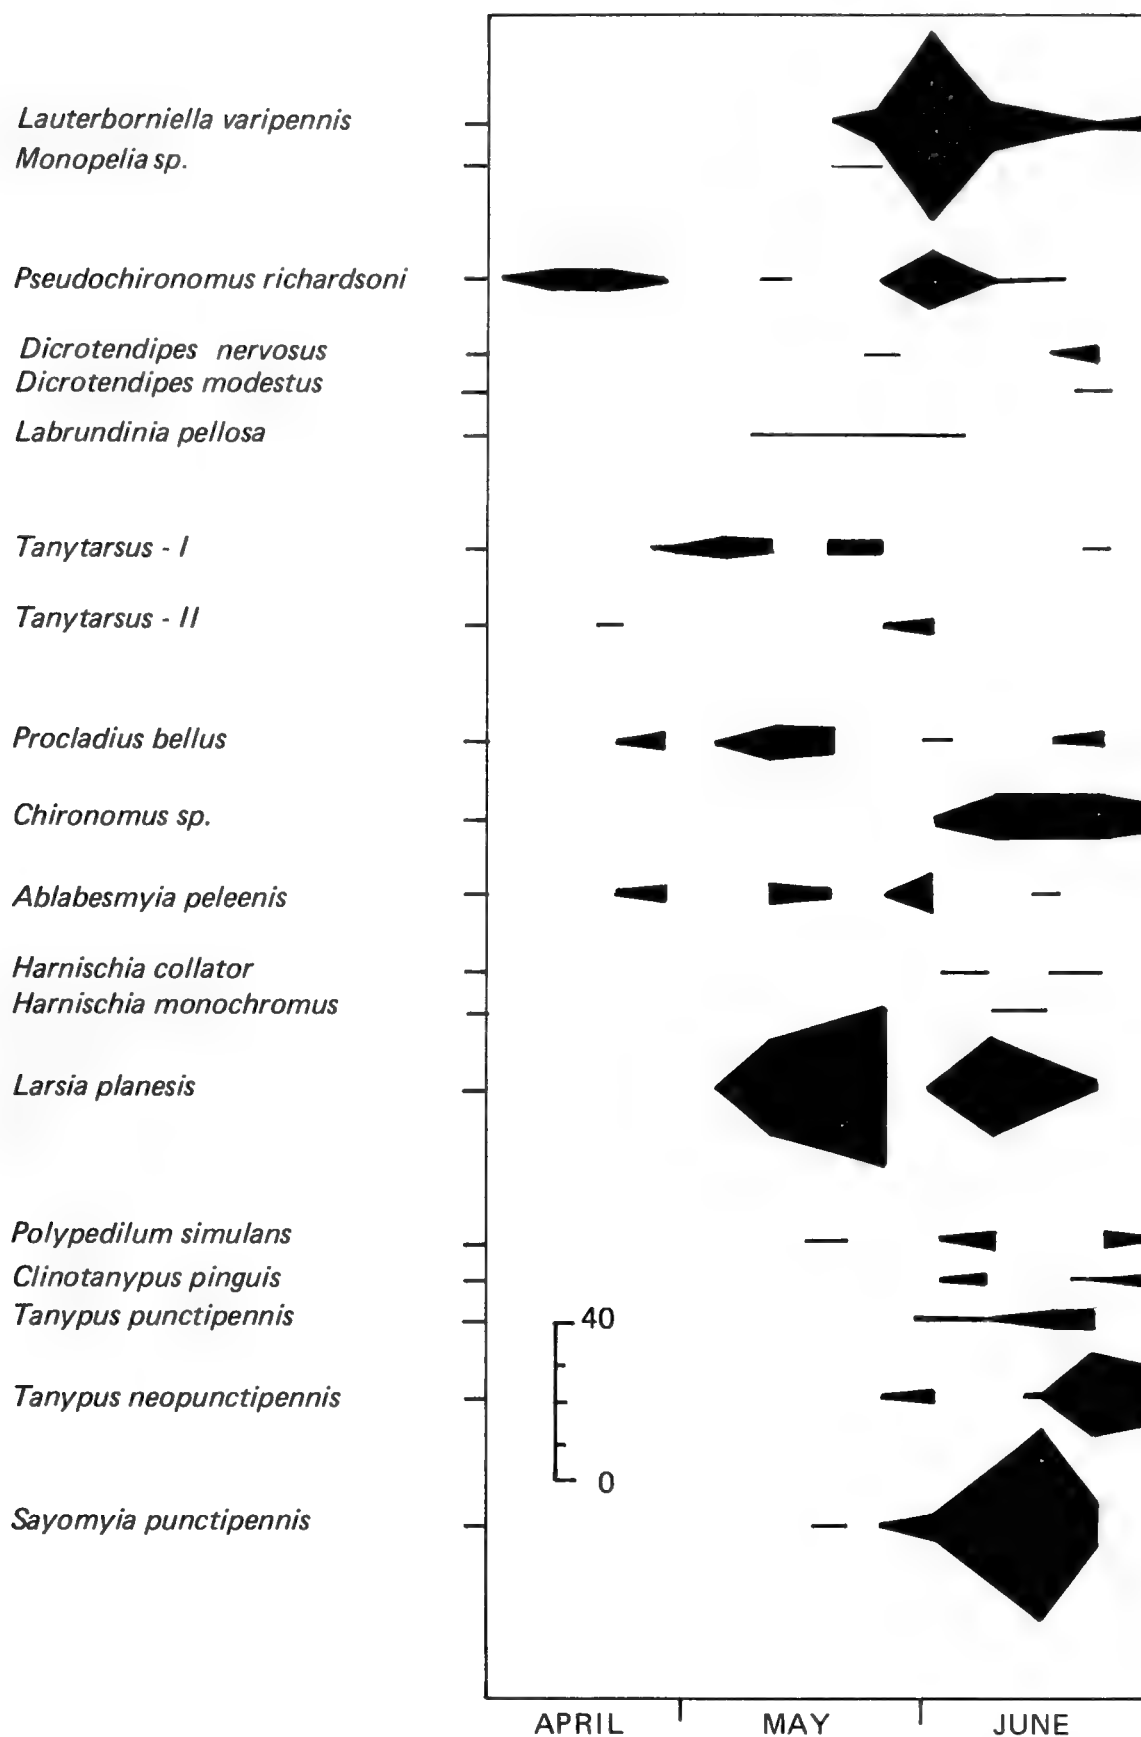 Lauterborniella varipennis
Monopelia sp.
Pseudochironomus richardsoni
Dicrotendipes nervosus
Dicrotendipes modestus
Labrundinia pellosa
Tanytarsus - I
Tanytarsus - II
Procladius bellus
Chironomus sp.
Ablabesmyia peleenis
Harnischia collator
Harnischia monochromus
Larsia planesis
Polypedilum simulans
Clinotanypus pinguis
Tanypus punctipennis
40
Tanypus neopunctipennis
0
Sayomyia punctipennis
APRIL MAY JUNE